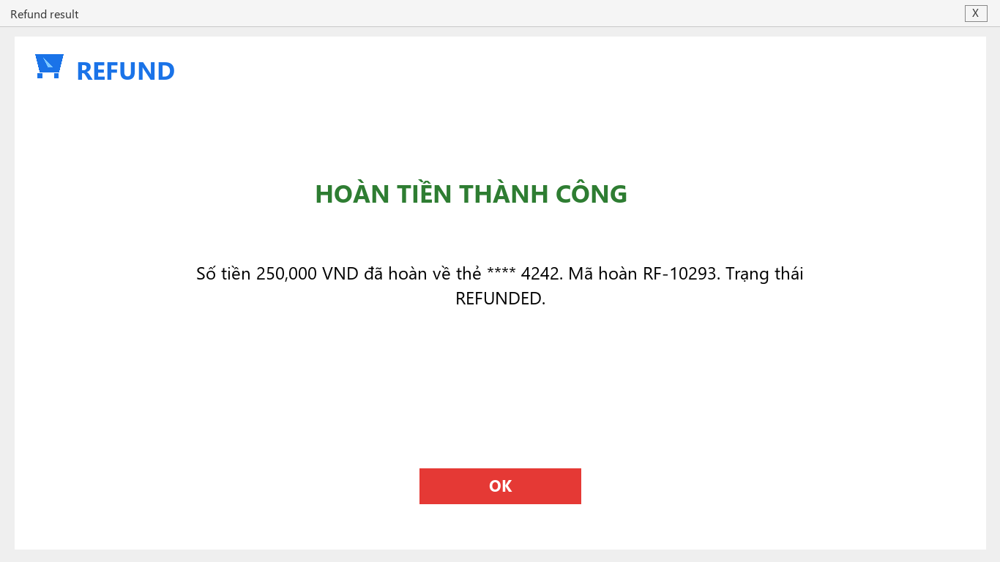 Refund result
X
REFUND
HOÀN TIỀN THÀNH CÔNG
Số tiền 250,000 VND đã hoàn về thẻ **** 4242. Mã hoàn RF-10293. Trạng thái
REFUNDED.
OK